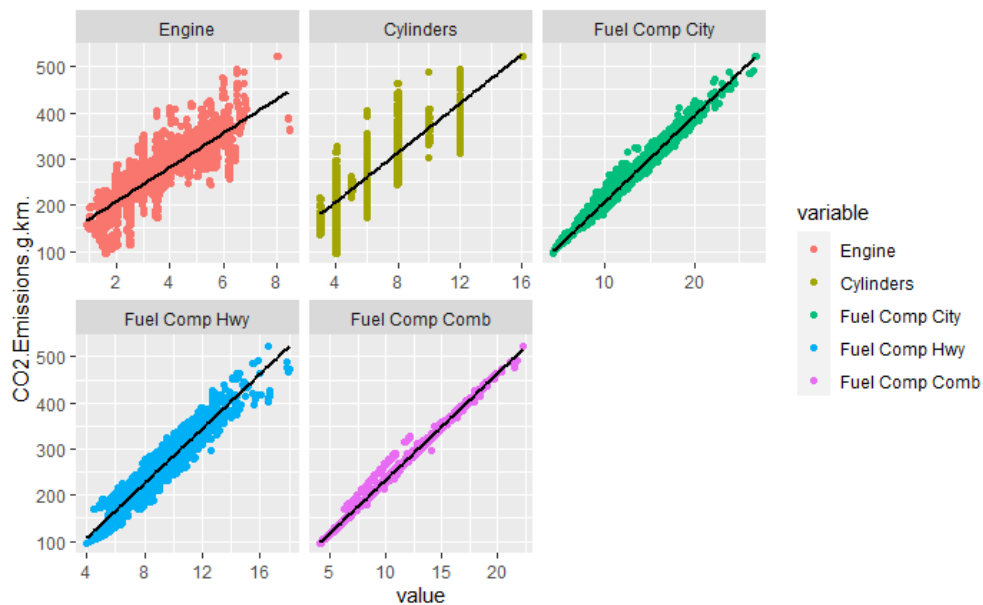 Engine Cylinders Fuel Comp City
500
400
300
200
100
2 4 6 8 4 8 12 16 10 20
Fuel Comp Hwy Fuel Comp Comb
500
400
300
200
100
4 8 12 16 5 10 15 20
CO2.Emissions.g.km.
value
variable
Engine
Cylinders
Fuel Comp City
Fuel Comp Hwy
Fuel Comp Comb